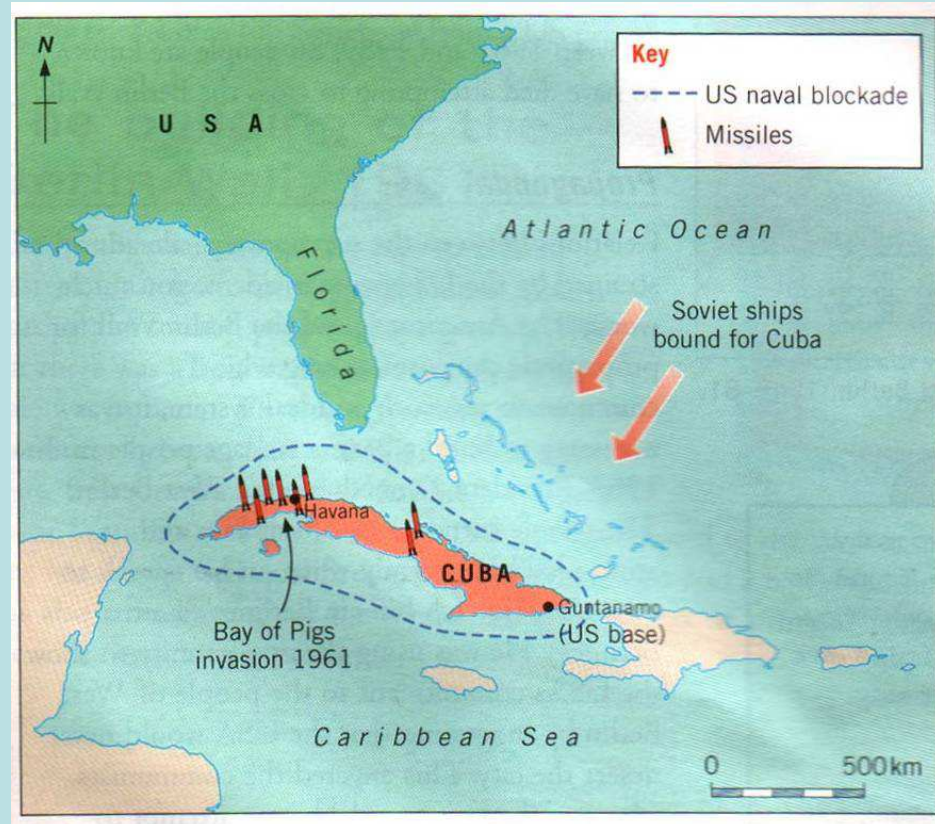 N
USA
Florida
Key
US naval blockade
Missiles
Atlantic Ocean
Soviet ships
bound for Cuba
Havana
CUBA
Guntanamo
(US base)
Bay of Pigs
invasion 1961
Caribbean Sea
0 500km